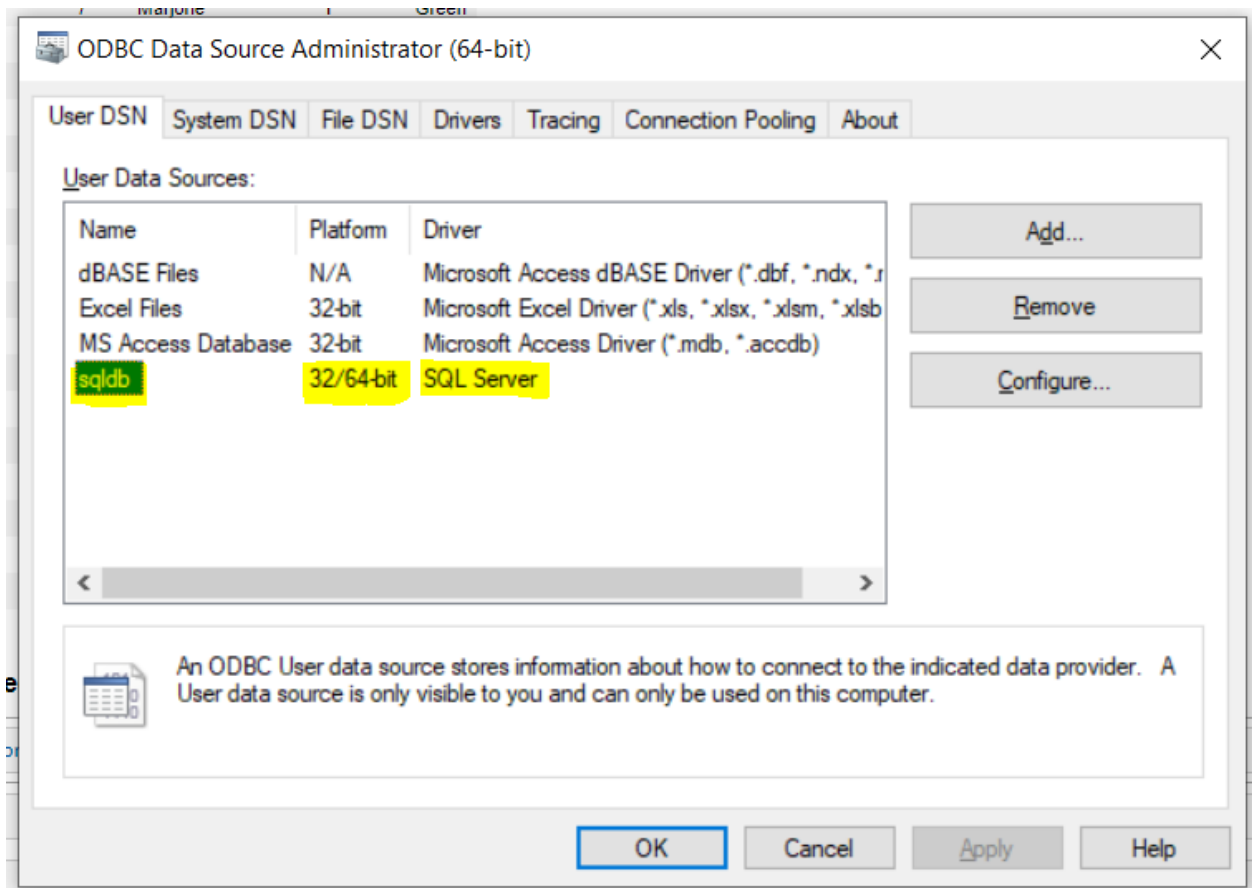 ODBC Data Source Administrator (64-bit)
User DSN System DSN File DSN Drivers Tracing Connection Pooling About
User Data Sources:
Name Platform Driver
dBASE Files N/A Microsoft Access dBASE Driver (*.dbf, *.ndx, *.
Excel Files 32-bit Microsoft Excel Driver (*.xls, *.xlsx, *.xlsm, *.xlsb
MS Access Database 32-bit Microsoft Access Driver (*.mdb, *.accdb)
sqldb 32/64-bit SQL Server
Add...
Remove
Configure...
An ODBC User data source stores information about how to connect to the indicated data provider. A
User data source is only visible to you and can only be used on this computer.
OK Cancel Apply Help